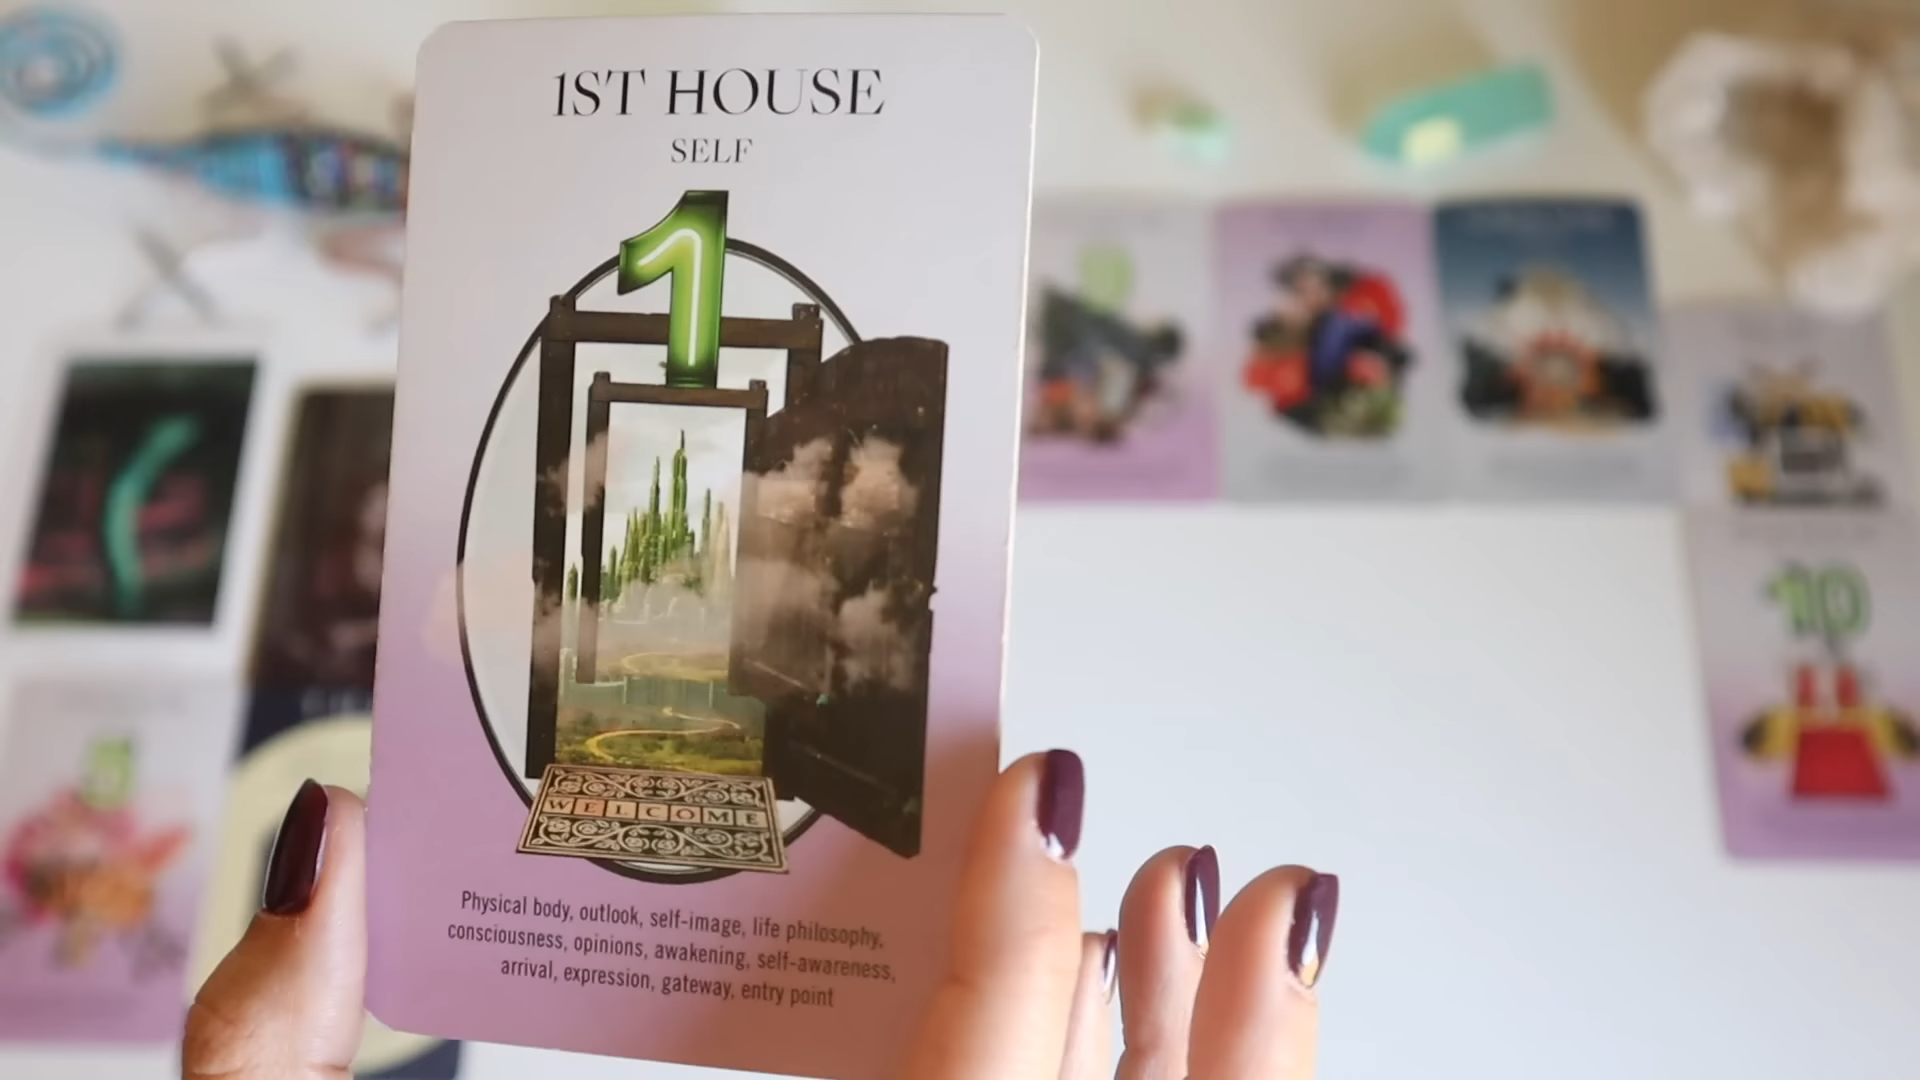 1ST HOUSE
SELF
1
WELCOME
Physical body, outlook, self-image, life philosophy,
consciousness, opinions, awakening, self-awareness,
arrival, expression, gateway, entry point
10